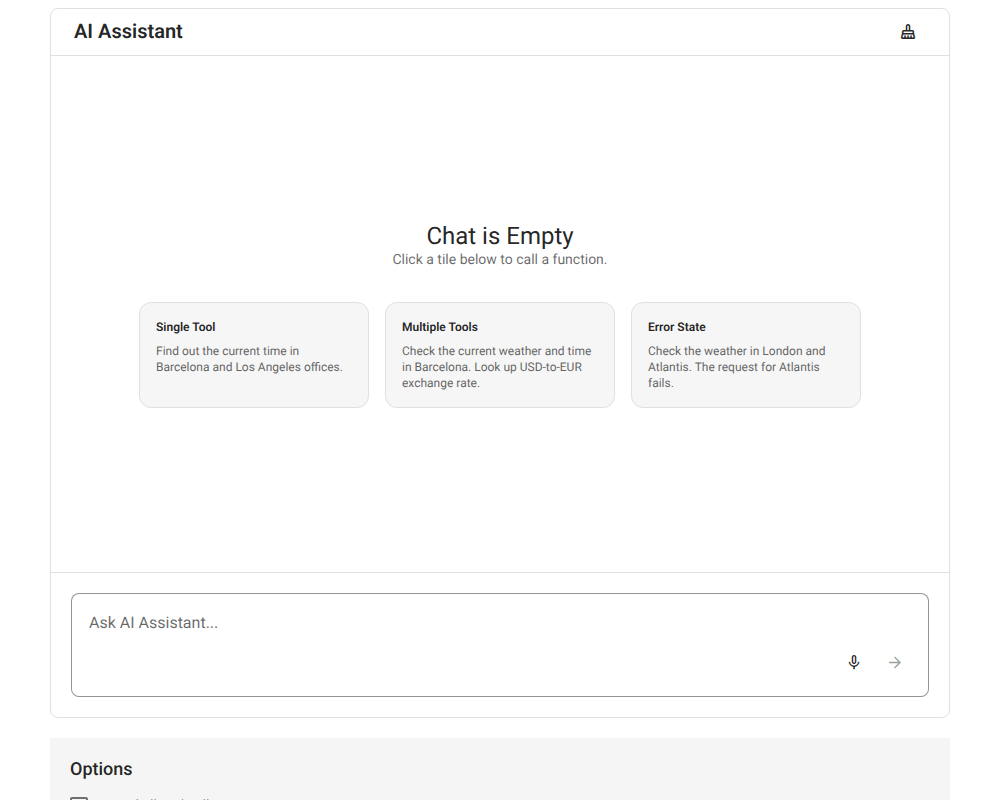 AI Assistant
Chat is Empty
Click a tile below to call a function.
Single Tool
Find out the current time in
Barcelona and Los Angeles offices.
Multiple Tools
Check the current weather and time
in Barcelona. Look up USD-to-EUR
exchange rate.
Error State
Check the weather in London and
Atlantis. The request for Atlantis
fails.
Ask AI Assistant...
Options